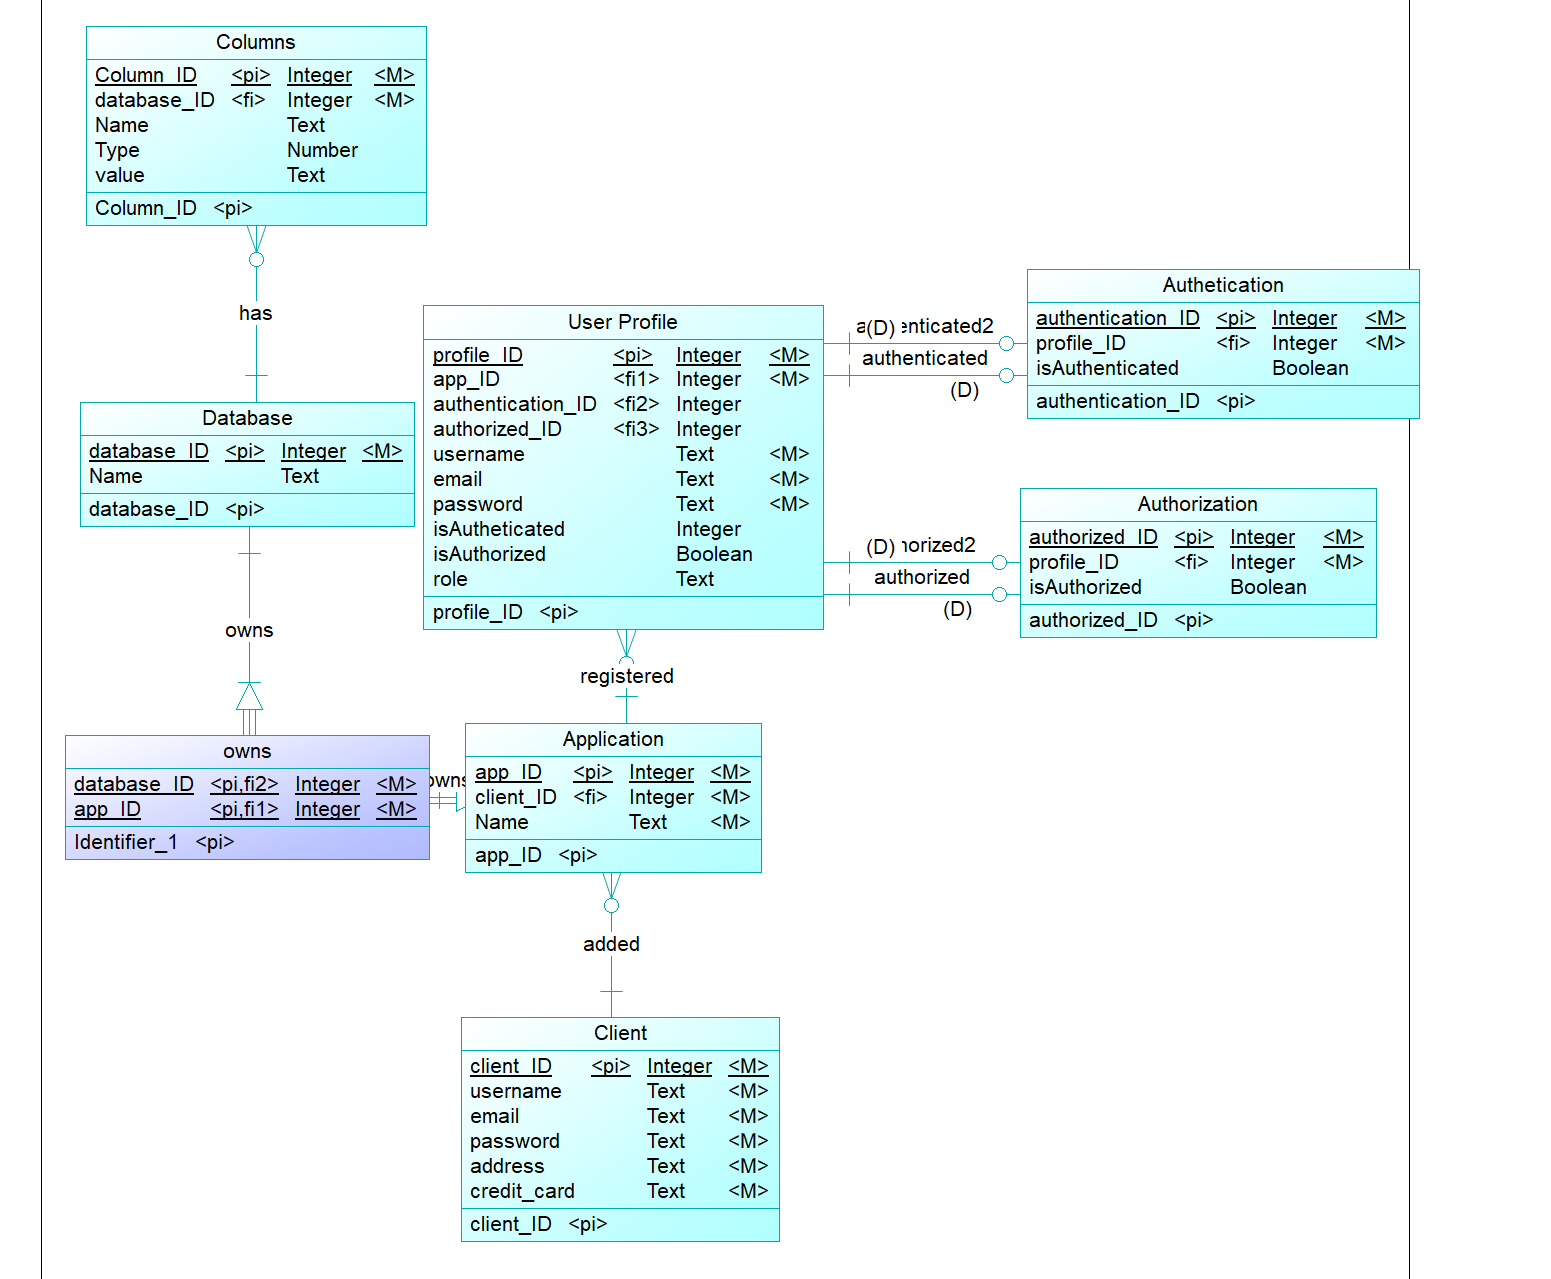 Columns
Column_ID <pi> Integer <M>
database_ID <fi> Integer <M>
Name Text
Type Number
value Text
Column_ID <pi>
has
Database
database_ID <pi> Integer <M>
Name Text
database_ID <pi>
owns
owns
database_ID <pi,fi2> Integer <M>
app_ID <pi,fi1> Integer <M>
Identifier_1 <pi>
owns
User Profile
profile_ID <pi> Integer <M>
app_ID <fi1> Integer <M>
authentication_ID <fi2> Integer
authorized_ID <fi3> Integer
username Text <M>
email Text <M>
password Text <M>
isAutheticated Integer
isAuthorized Boolean
role Text
profile_ID <pi>
(D)
authenticated
(D)
Authetication
authentication_ID <pi> Integer <M>
profile_ID <fi> Integer <M>
isAuthenticated Boolean
authentication_ID <pi>
(D)
authorized
(D)
Authorization
authorized_ID <pi> Integer <M>
profile_ID <fi> Integer <M>
isAuthorized Boolean
authorized_ID <pi>
registered
Application
app_ID <pi> Integer <M>
client_ID <fi> Integer <M>
Name Text <M>
app_ID <pi>
added
Client
client_ID <pi> Integer <M>
username Text <M>
email Text <M>
password Text <M>
address Text <M>
credit_card Text <M>
client_ID <pi>